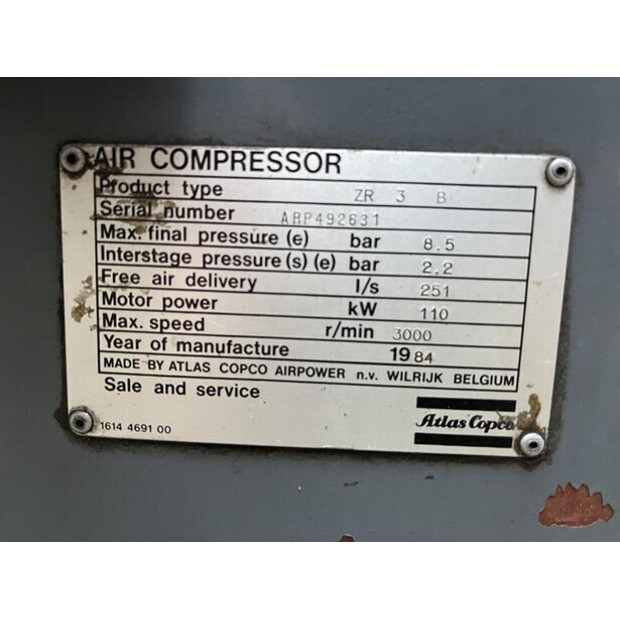 AIR COMPRESSOR
Product type ZR 3 B
Serial number ARP492631
Max. final pressure (e) bar 8.5
Interstage pressure (s) (e) bar 2.2
Free air delivery l/s 251
Motor power kW 110
Max. speed r/min 3000
Year of manufacture 1984
MADE BY ATLAS COPCO AIRPOWER n.v. WILRIJK BELGIUM
Sale and service
Atlas Copco
1614 4691 00